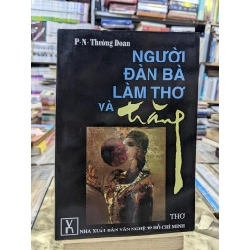 P·N·Thường Đoan
NGƯỜI
ĐÀN BÀ
LÀM THƠ
VÀ trăng
THƠ
NHÀ XUẤT BẢN VĂN NGHỆ TP. HỒ CHÍ MINH